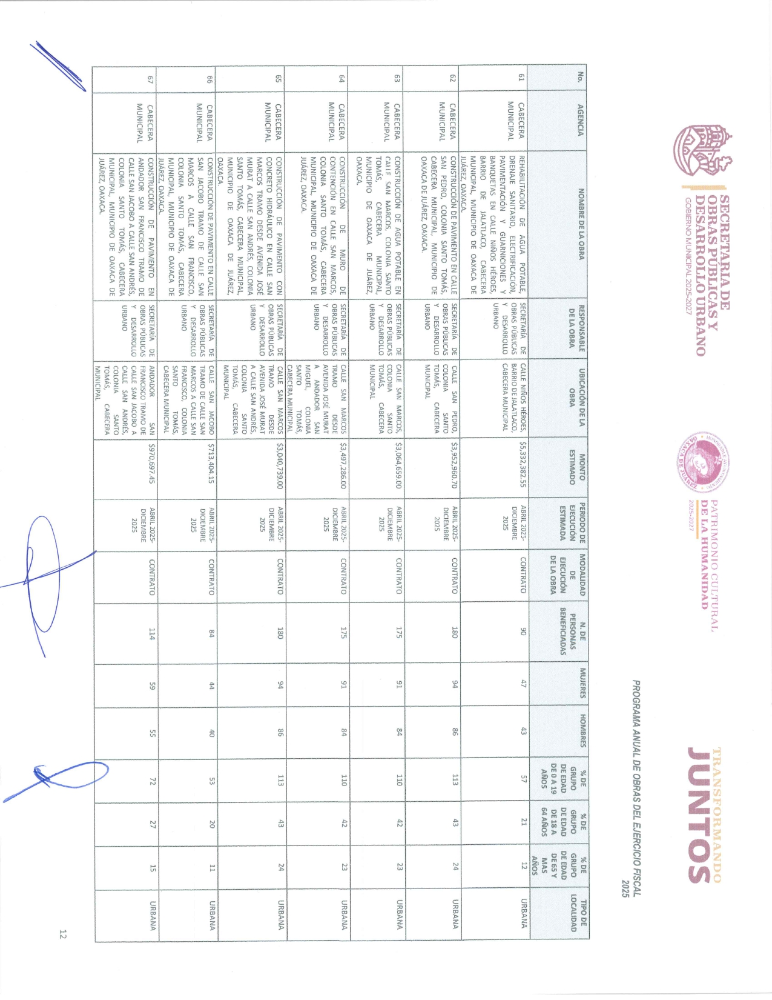 SECRETARIA DE
OBRAS PÚBLICAS Y
DESARROLLO URBANO
GOBIERNO MUNICIPAL 2025-2027
HONORABLE AYUNTAMIENTO
OAXACA DE JUÁREZ
PATRIMONIO CULTURAL
DE LA HUMANIDAD
2025-2027
TRANSFORMANDO
JUNTOS
PROGRAMA ANUAL DE OBRAS DEL EJERCICIO FISCAL
2025
No.
AGENCIA
NOMBRE DE LA OBRA
RESPONSABLE
DE LA OBRA
UBICACIÓN DE LA
OBRA
MONTO
ESTIMADO
PERIODO DE
EJECUCIÓN
ESTIMADA
MODALIDAD
DE
EJECUCIÓN
DE LA OBRA
N. DE
PERSONAS
BENEFICIADAS
MUJERES
HOMBRES
% DE
GRUPO
DE EDAD
DE 0 A 19
AÑOS
% DE
GRUPO
DE EDAD
DE 18 A
64 AÑOS
% DE
GRUPO
DE EDAD
DE 65 Y
MAS
AÑOS
TIPO DE
LOCALIDAD
61
CABECERA
MUNICIPAL
REHABILITACIÓN DE AGUA POTABLE,
DRENAJE SANITARIO, ELECTRIFICACIÓN,
PAVIMENTACIÓN Y GUARNICIONES Y
BANQUETAS EN CALLE NIÑOS HÉROES,
BARRIO DE JALATLACO, CABECERA
MUNICIPAL, MUNICIPIO DE OAXACA DE
JUÁREZ, OAXACA.
SECRETARÍA DE
OBRAS PÚBLICAS
Y DESARROLLO
URBANO
CALLE NIÑOS HÉROES,
BARRIO DE JALATLACO,
CABECERA MUNICIPAL
$5,332,382.55
ABRIL 2025-
DICIEMBRE
2025
CONTRATO
90
47
43
57
21
12
URBANA
62
CABECERA
MUNICIPAL
CONSTRUCCIÓN DE PAVIMENTO EN CALLE
SAN PEDRO, COLONIA SANTO TOMÁS,
CABECERA MUNICIPAL, MUNICIPIO DE
OAXACA DE JUÁREZ, OAXACA.
SECRETARÍA DE
OBRAS PÚBLICAS
Y DESARROLLO
URBANO
CALLE SAN PEDRO,
COLONIA SANTO
TOMÁS, CABECERA
MUNICIPAL
$3,952,960.70
ABRIL 2025-
DICIEMBRE
2025
CONTRATO
180
94
86
113
43
24
URBANA
63
CABECERA
MUNICIPAL
CONSTRUCCIÓN DE AGUA POTABLE EN
CALLE SAN MARCOS, COLONIA SANTO
TOMÁS, CABECERA MUNICIPAL,
MUNICIPIO DE OAXACA DE JUÁREZ,
OAXACA.
SECRETARÍA DE
OBRAS PÚBLICAS
Y DESARROLLO
URBANO
CALLE SAN MARCOS,
COLONIA SANTO
TOMÁS, CABECERA
MUNICIPAL
$3,064,659.00
ABRIL 2025-
DICIEMBRE
2025
CONTRATO
175
91
84
110
42
23
URBANA
64
CABECERA
MUNICIPAL
CONSTRUCCIÓN DE MURO DE
CONTENCIÓN EN CALLE SAN MARCOS,
COLONIA SANTO TOMÁS, CABECERA
MUNICIPAL, MUNICIPIO DE OAXACA DE
JUÁREZ, OAXACA.
SECRETARÍA DE
OBRAS PÚBLICAS
Y DESARROLLO
URBANO
CALLE SAN MARCOS
TRAMO DESDE
AVENIDA JOSÉ MURAT
A ANDADOR SAN
MIGUEL, COLONIA
SANTO TOMÁS,
CABECERA MUNICIPAL
$3,497,286.00
ABRIL 2025-
DICIEMBRE
2025
CONTRATO
175
91
84
110
42
23
URBANA
65
CABECERA
MUNICIPAL
CONSTRUCCIÓN DE PAVIMENTO CON
CONCRETO HIDRÁULICO EN CALLE SAN
MARCOS TRAMO DESDE AVENIDA JOSÉ
MURAT A CALLE SAN ANDRÉS, COLONIA
SANTO TOMÁS, CABECERA MUNICIPAL,
MUNICIPIO DE OAXACA DE JUÁREZ,
OAXACA.
SECRETARÍA DE
OBRAS PÚBLICAS
Y DESARROLLO
URBANO
CALLE SAN MARCOS
TRAMO DESDE
AVENIDA JOSÉ MURAT
A CALLE SAN ANDRÉS,
COLONIA SANTO
TOMÁS, CABECERA
MUNICIPAL
$3,040,739.00
ABRIL 2025-
DICIEMBRE
2025
CONTRATO
180
94
86
113
43
24
URBANA
66
CABECERA
MUNICIPAL
CONSTRUCCIÓN DE PAVIMENTO EN CALLE
SAN JACOBO TRAMO DE CALLE SAN
MARCOS A CALLE SAN FRANCISCO,
COLONIA SANTO TOMÁS, CABECERA
MUNICIPAL, MUNICIPIO DE OAXACA DE
JUÁREZ, OAXACA.
SECRETARÍA DE
OBRAS PÚBLICAS
Y DESARROLLO
URBANO
CALLE SAN JACOBO
TRAMO DE CALLE SAN
MARCOS A CALLE SAN
FRANCISCO, COLONIA
SANTO TOMÁS,
CABECERA MUNICIPAL
$713,404.15
ABRIL 2025-
DICIEMBRE
2025
CONTRATO
84
44
40
53
20
11
URBANA
67
CABECERA
MUNICIPAL
CONSTRUCCIÓN DE PAVIMENTO EN
ANDADOR SAN FRANCISCO TRAMO DE
CALLE SAN JACOBO A CALLE SAN ANDRÉS,
COLONIA SANTO TOMÁS, CABECERA
MUNICIPAL, MUNICIPIO DE OAXACA DE
JUÁREZ, OAXACA.
SECRETARÍA DE
OBRAS PÚBLICAS
Y DESARROLLO
URBANO
ANDADOR SAN
FRANCISCO TRAMO DE
CALLE SAN JACOBO A
CALLE SAN ANDRÉS,
COLONIA SANTO
TOMÁS, CABECERA
MUNICIPAL
$970,697.45
ABRIL 2025-
DICIEMBRE
2025
CONTRATO
114
59
55
72
27
15
URBANA
12